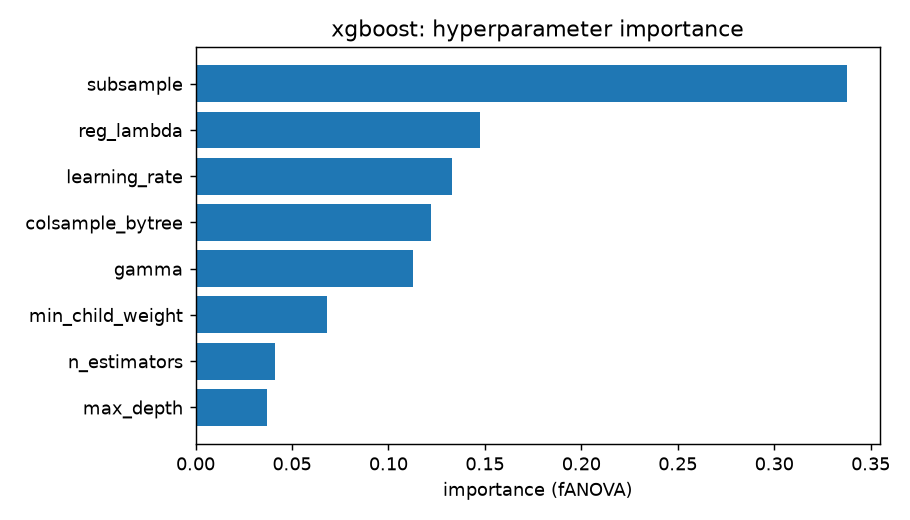 xgboost: hyperparameter importance
subsample
reg_lambda
learning_rate
colsample_bytree
gamma
min_child_weight
n_estimators
max_depth
0.00 0.05 0.10 0.15 0.20 0.25 0.30 0.35
importance (fANOVA)